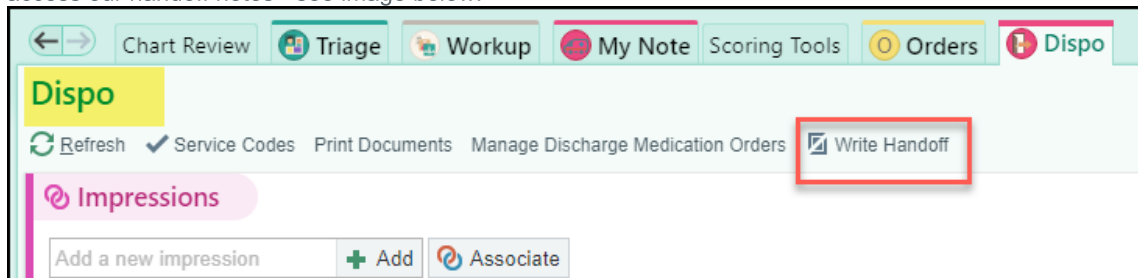 Chart Review Triage Workup My Note Scoring Tools O Orders Dispo
Dispo
Refresh Service Codes Print Documents Manage Discharge Medication Orders Write Handoff
Impressions
Add a new impression Add Associate